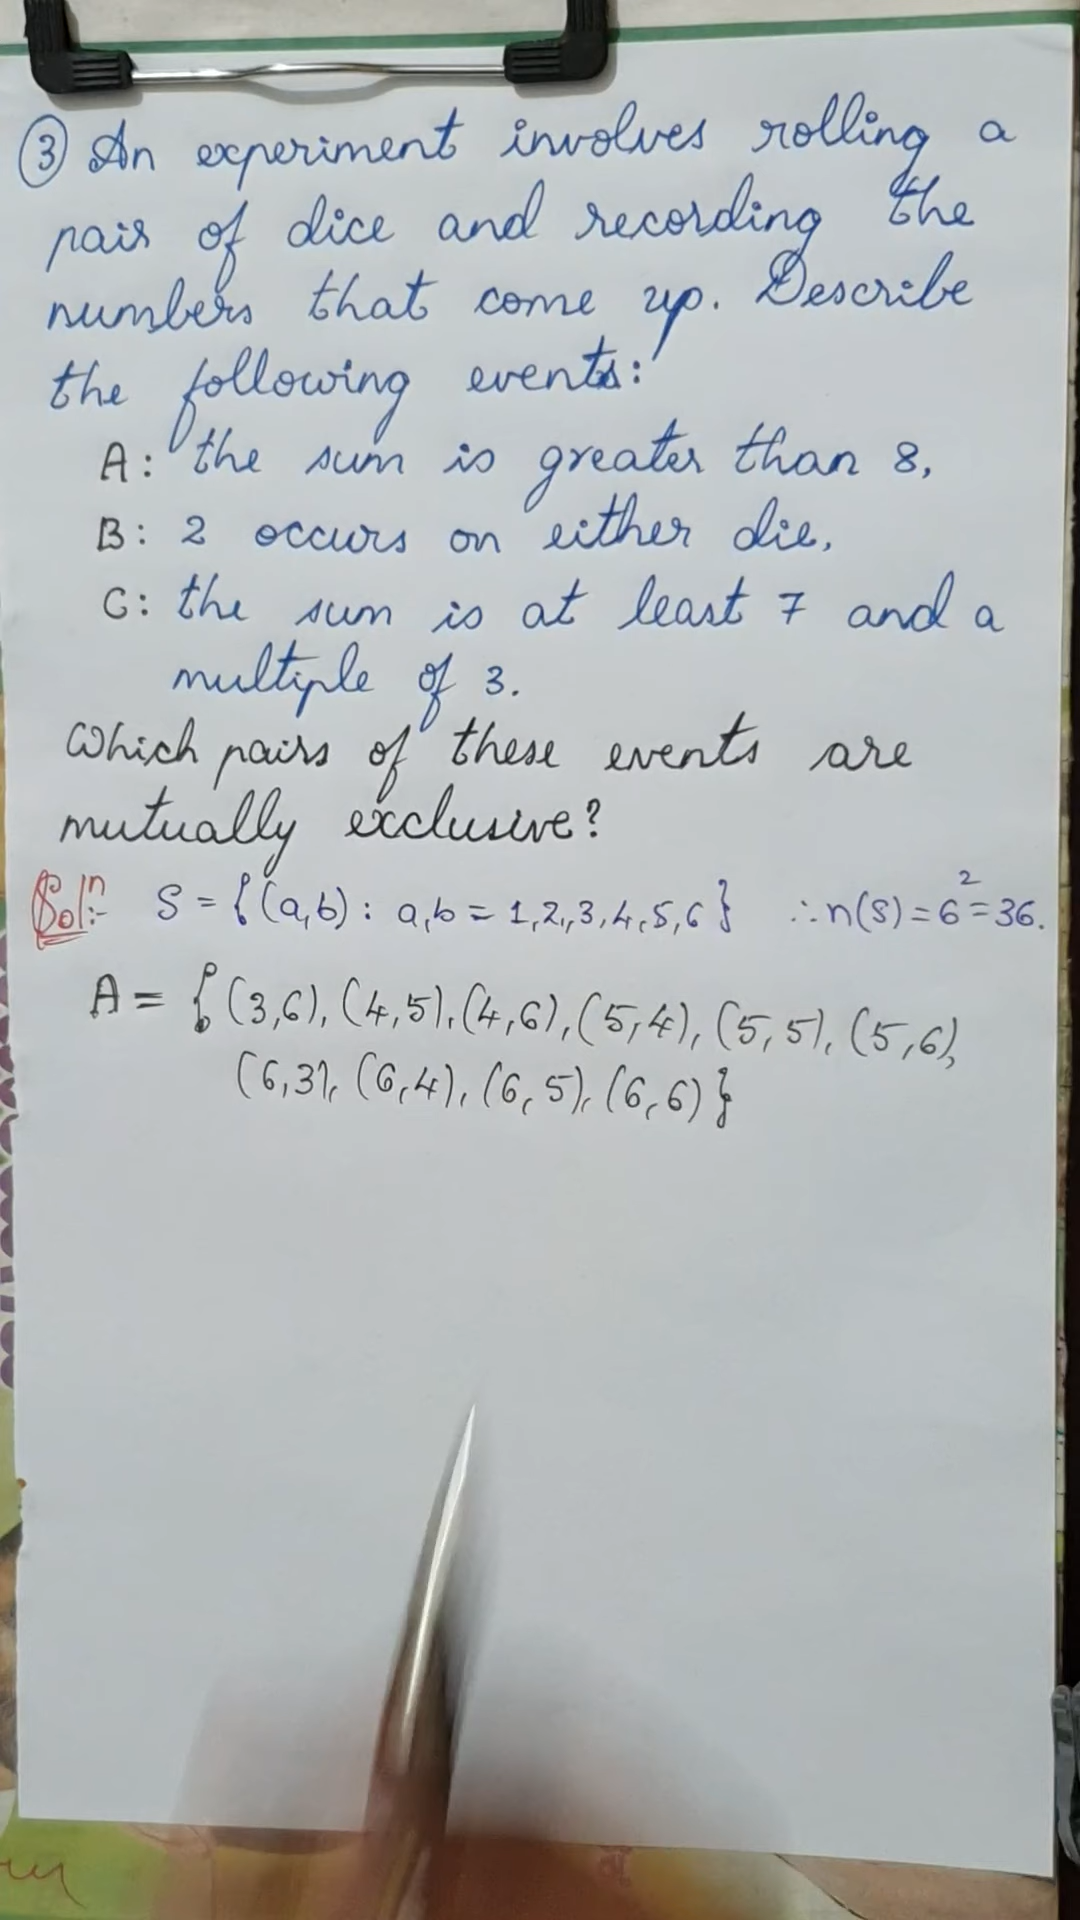 ③ An experiment involves rolling a
pair of dice and recording the
numbers that come up. Describe
the following events:
A: the sum is greater than 8,
B: 2 occurs on either die,
C: the sum is at least 7 and a
multiple of 3.
Which pairs of these events are
mutually exclusive?
Solⁿ:- S = {(a,b) : a,b = 1,2,3,4,5,6} ∴ n(S) = 6² = 36.
A = {(3,6), (4,5), (4,6), (5,4), (5,5), (5,6),
(6,3), (6,4), (6,5), (6,6)}